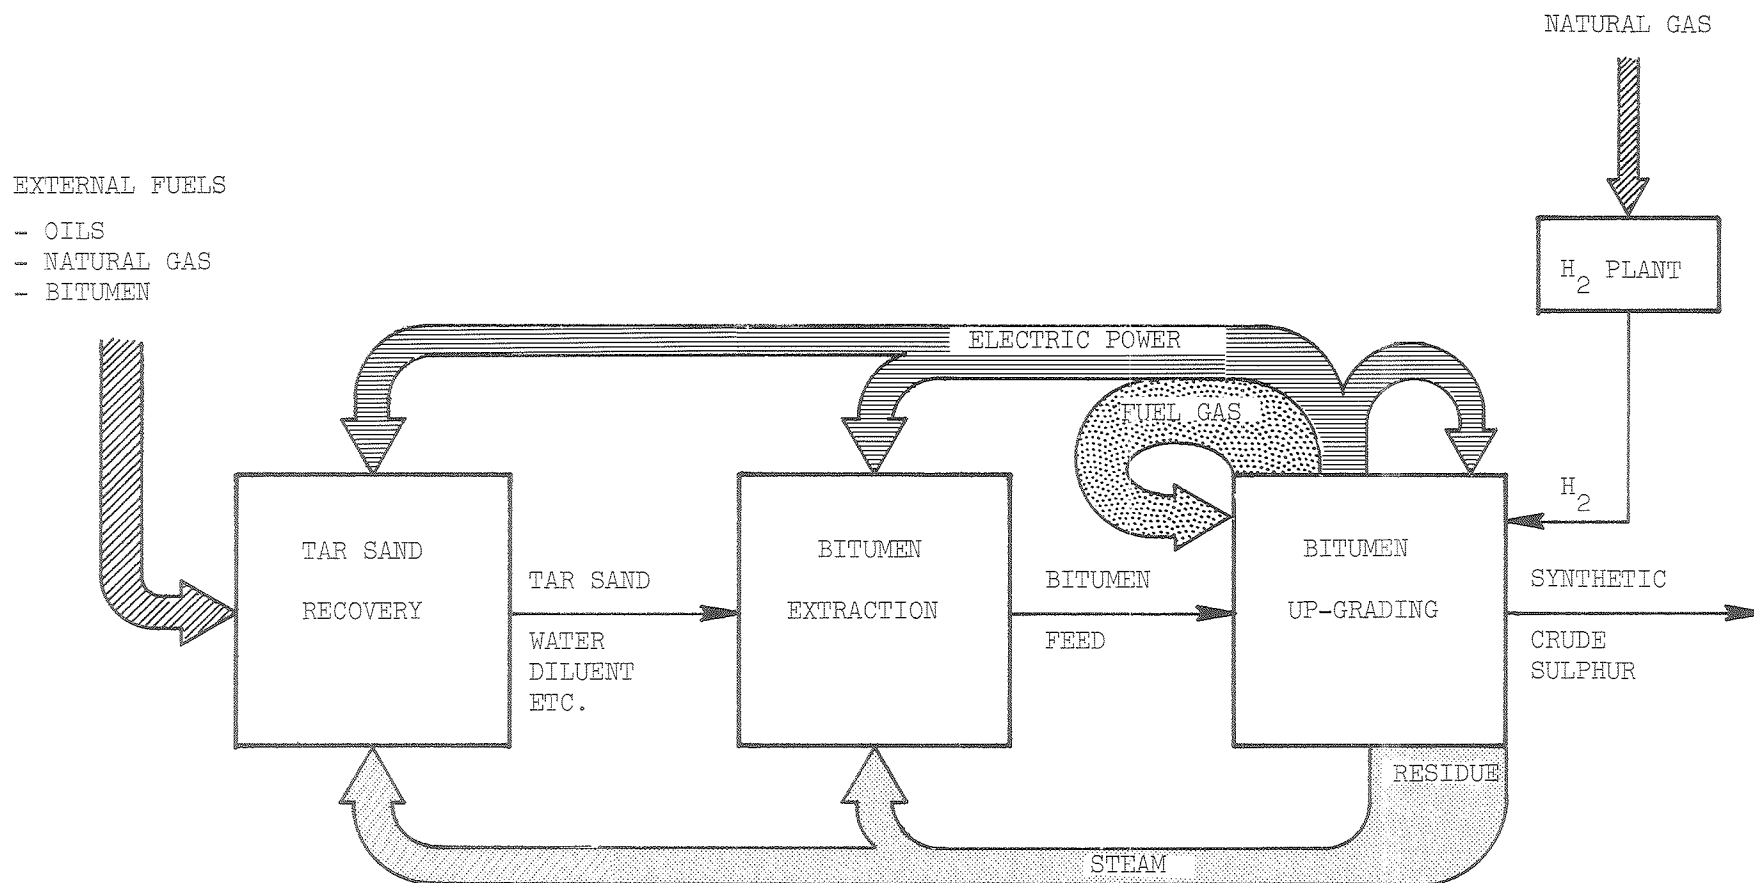 NATURAL GAS
EXTERNAL FUELS
- OILS
- NATURAL GAS
- BITUMEN
H2 PLANT
ELECTRIC POWER
FUEL GAS
H2
TAR SAND
RECOVERY
TAR SAND
WATER
DILUENT
ETC.
BITUMEN
EXTRACTION
BITUMEN
FEED
BITUMEN
UP-GRADING
SYNTHETIC
CRUDE
SULPHUR
RESIDUE
STEAM